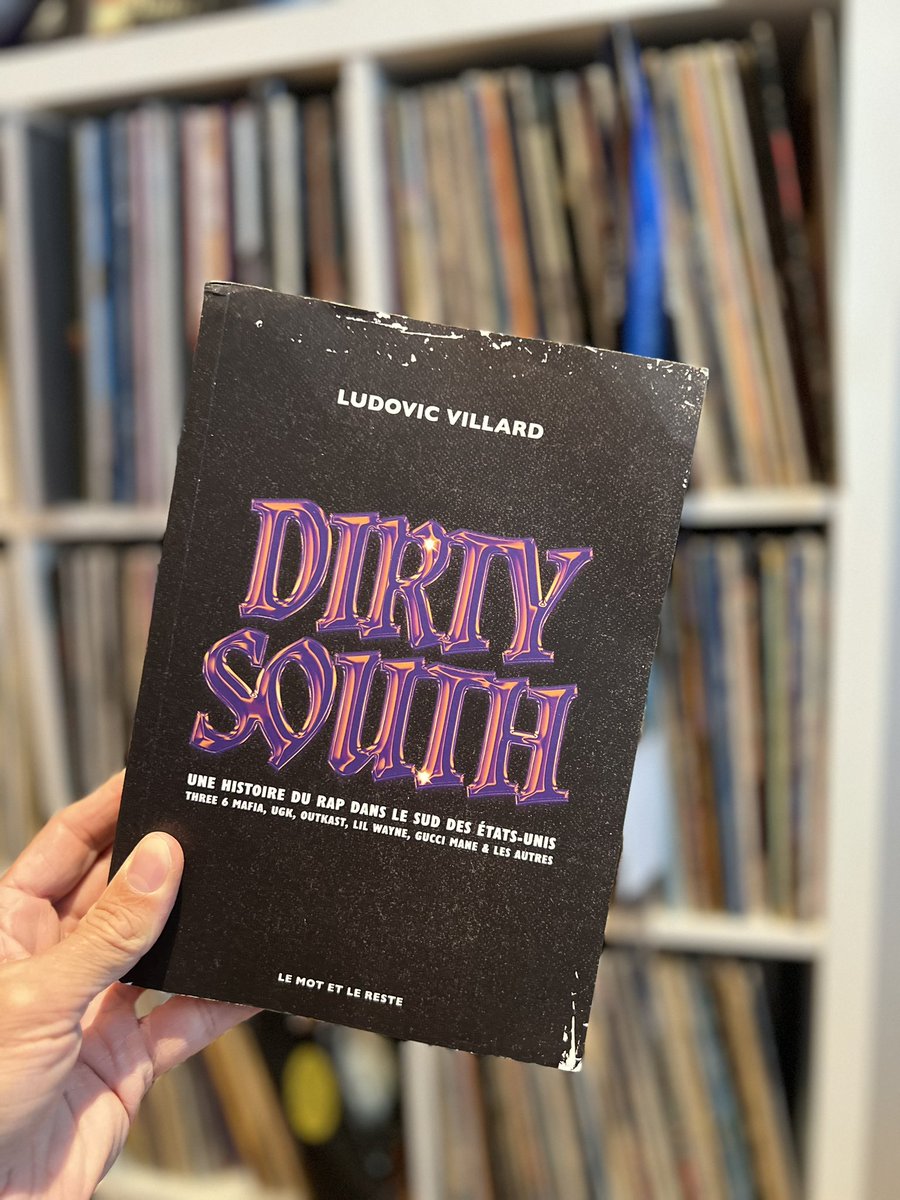 LUDOVIC VILLARD
DIRTY
SOUTH
UNE HISTOIRE DU RAP DANS LE SUD DES ÉTATS-UNIS
THREE 6 MAFIA, UGK, OUTKAST, LIL WAYNE, GUCCI MANE & LES AUTRES
LE MOT ET LE RESTE